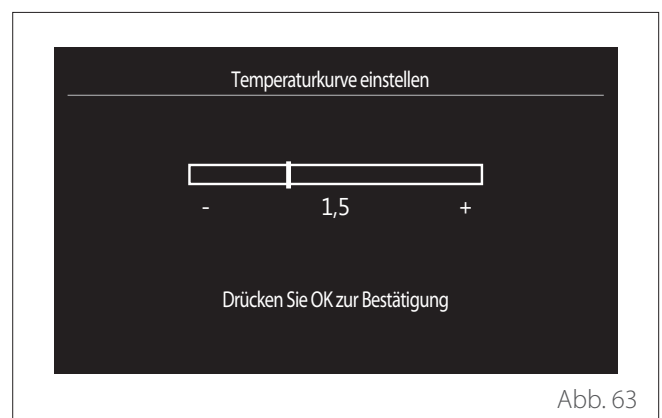 Temperaturkurve einstellen
- 1,5 +
Drücken Sie OK zur Bestätigung
Abb. 63